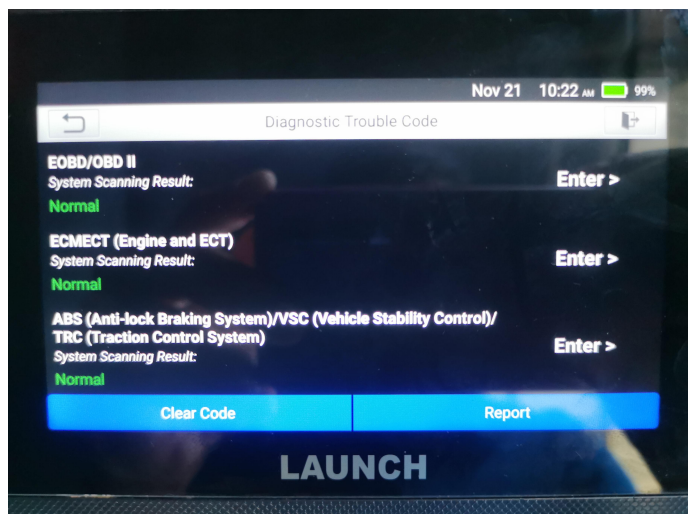 Nov 21 10:22 AM 99%
Diagnostic Trouble Code
EOBD/OBD II
System Scanning Result:
Enter >
Normal
ECMECT (Engine and ECT)
System Scanning Result:
Enter >
Normal
ABS (Anti-lock Braking System)/VSC (Vehicle Stability Control)/
TRC (Traction Control System)
System Scanning Result:
Enter >
Normal
Clear Code Report
LAUNCH